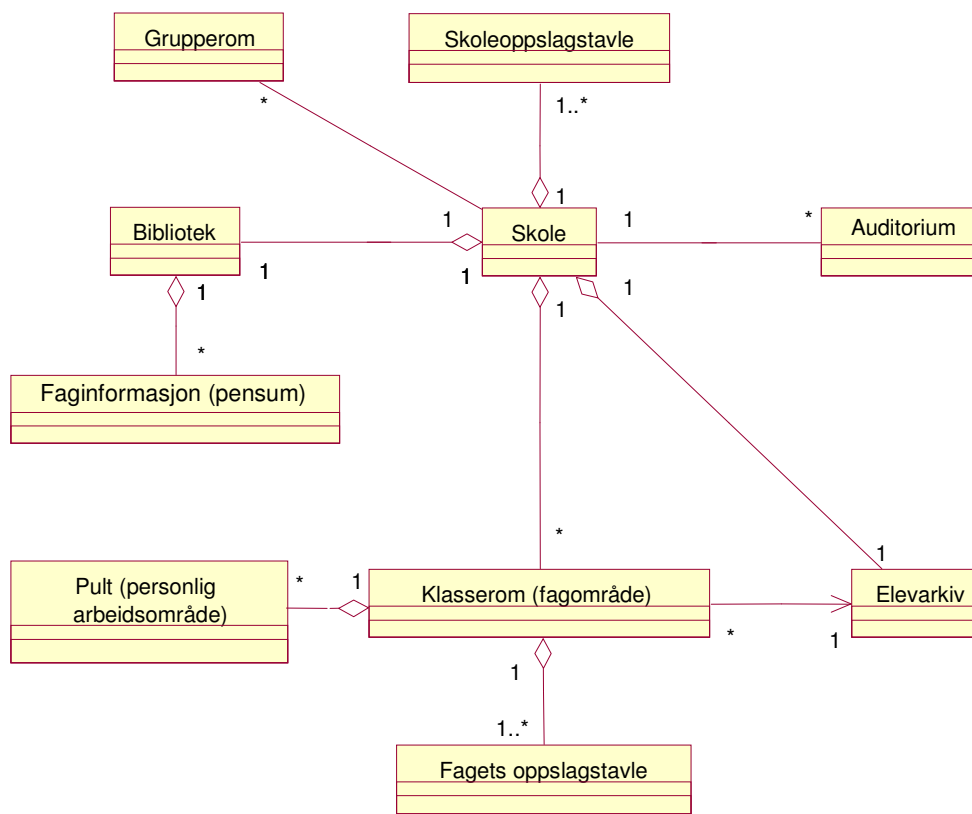 Grupperom
Skoleoppslagstavle
*
1..*
1
Bibliotek
1
Skole
1
*
Auditorium
1
1
1
1
1
*
Faginformasjon (pensum)
*
1
Pult (personlig
arbeidsområde)
*
1
Klasserom (fagområde)
Elevarkiv
*
1
1
1..*
Fagets oppslagstavle